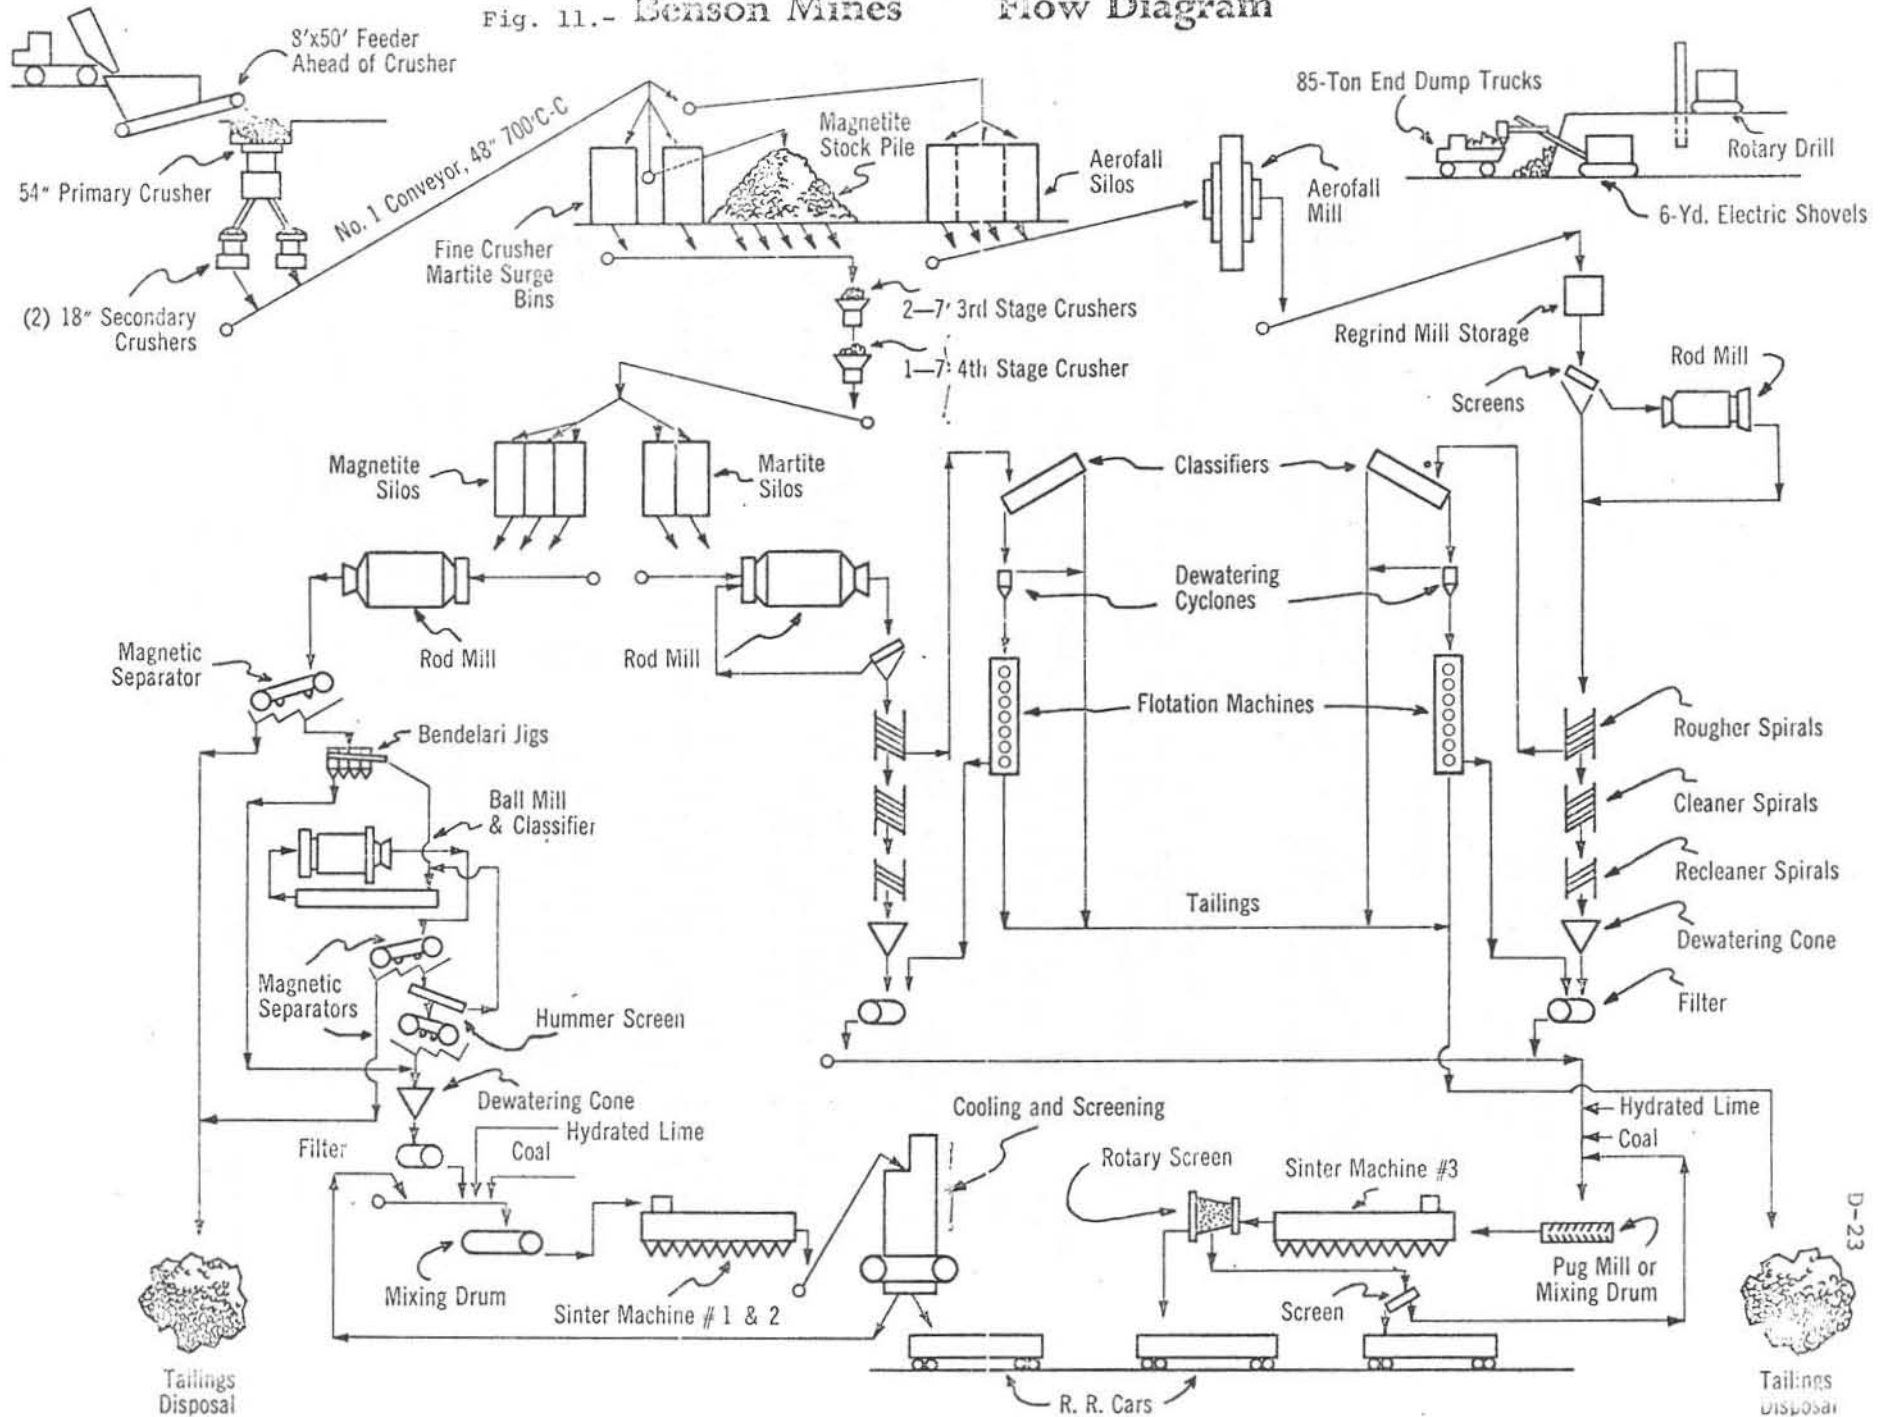 Fig. 11.- Benson Mines Flow Diagram
8'x50' Feeder
Ahead of Crusher
54" Primary Crusher
(2) 18" Secondary
Crushers
No. 1 Conveyor, 48" 700'C-C
Fine Crusher
Martite Surge
Bins
Magnetite
Stock Pile
Aerofall
Silos
Aerofall
Mill
85-Ton End Dump Trucks
Rotary Drill
6-Yd. Electric Shovels
2—7' 3rd Stage Crushers
1—7' 4th Stage Crusher
Regrind Mill Storage
Rod Mill
Screens
Magnetite
Silos
Martite
Silos
Classifiers
Dewatering
Cyclones
Rod Mill
Rod Mill
Magnetic
Separator
Bendelari Jigs
Flotation Machines
Rougher Spirals
Cleaner Spirals
Recleaner Spirals
Ball Mill
& Classifier
Tailings
Dewatering Cone
Magnetic
Separators
Hummer Screen
Filter
Dewatering Cone
Hydrated Lime
Coal
Filter
Cooling and Screening
Hydrated Lime
Coal
Rotary Screen
Sinter Machine #3
Mixing Drum
Sinter Machine # 1 & 2
Pug Mill or
Mixing Drum
Screen
D-23
Tailings
Disposal
R. R. Cars
Tailings
Disposal